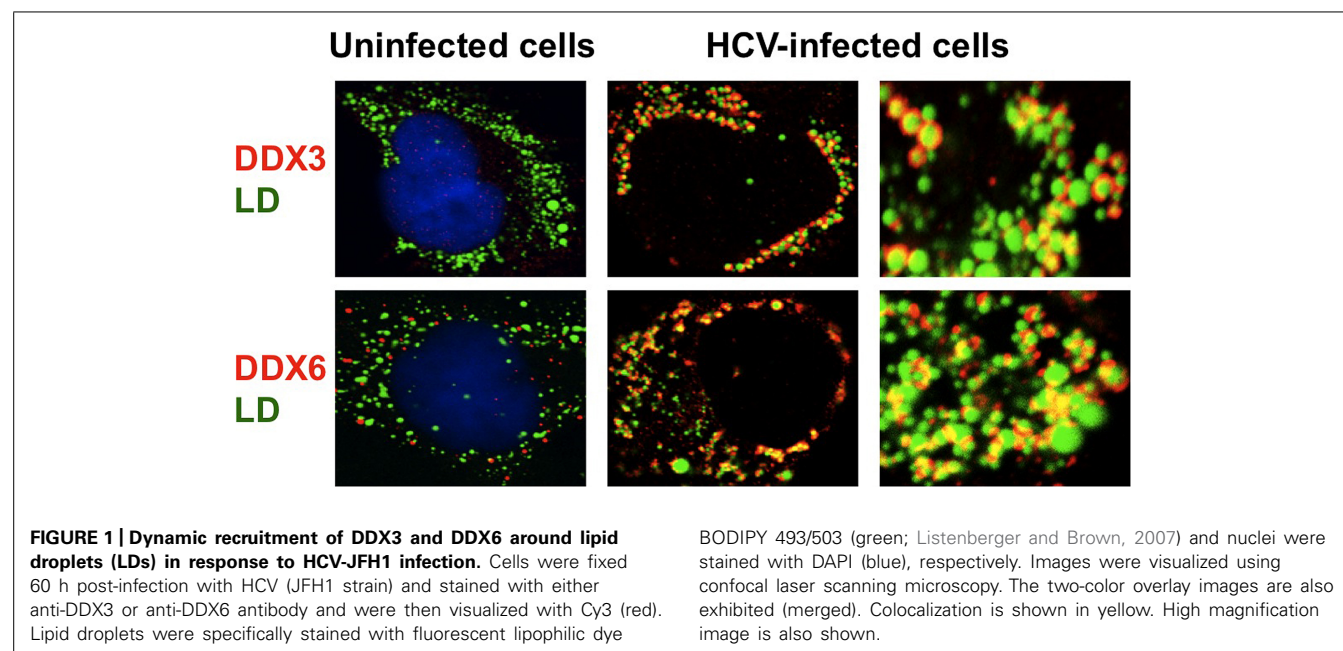 Uninfected cells HCV-infected cells
DDX3
LD
DDX6
LD
FIGURE 1 | Dynamic recruitment of DDX3 and DDX6 around lipid
droplets (LDs) in response to HCV-JFH1 infection. Cells were fixed
60 h post-infection with HCV (JFH1 strain) and stained with either
anti-DDX3 or anti-DDX6 antibody and were then visualized with Cy3 (red).
Lipid droplets were specifically stained with fluorescent lipophilic dye
BODIPY 493/503 (green; Listenberger and Brown, 2007) and nuclei were
stained with DAPI (blue), respectively. Images were visualized using
confocal laser scanning microscopy. The two-color overlay images are also
exhibited (merged). Colocalization is shown in yellow. High magnification
image is also shown.